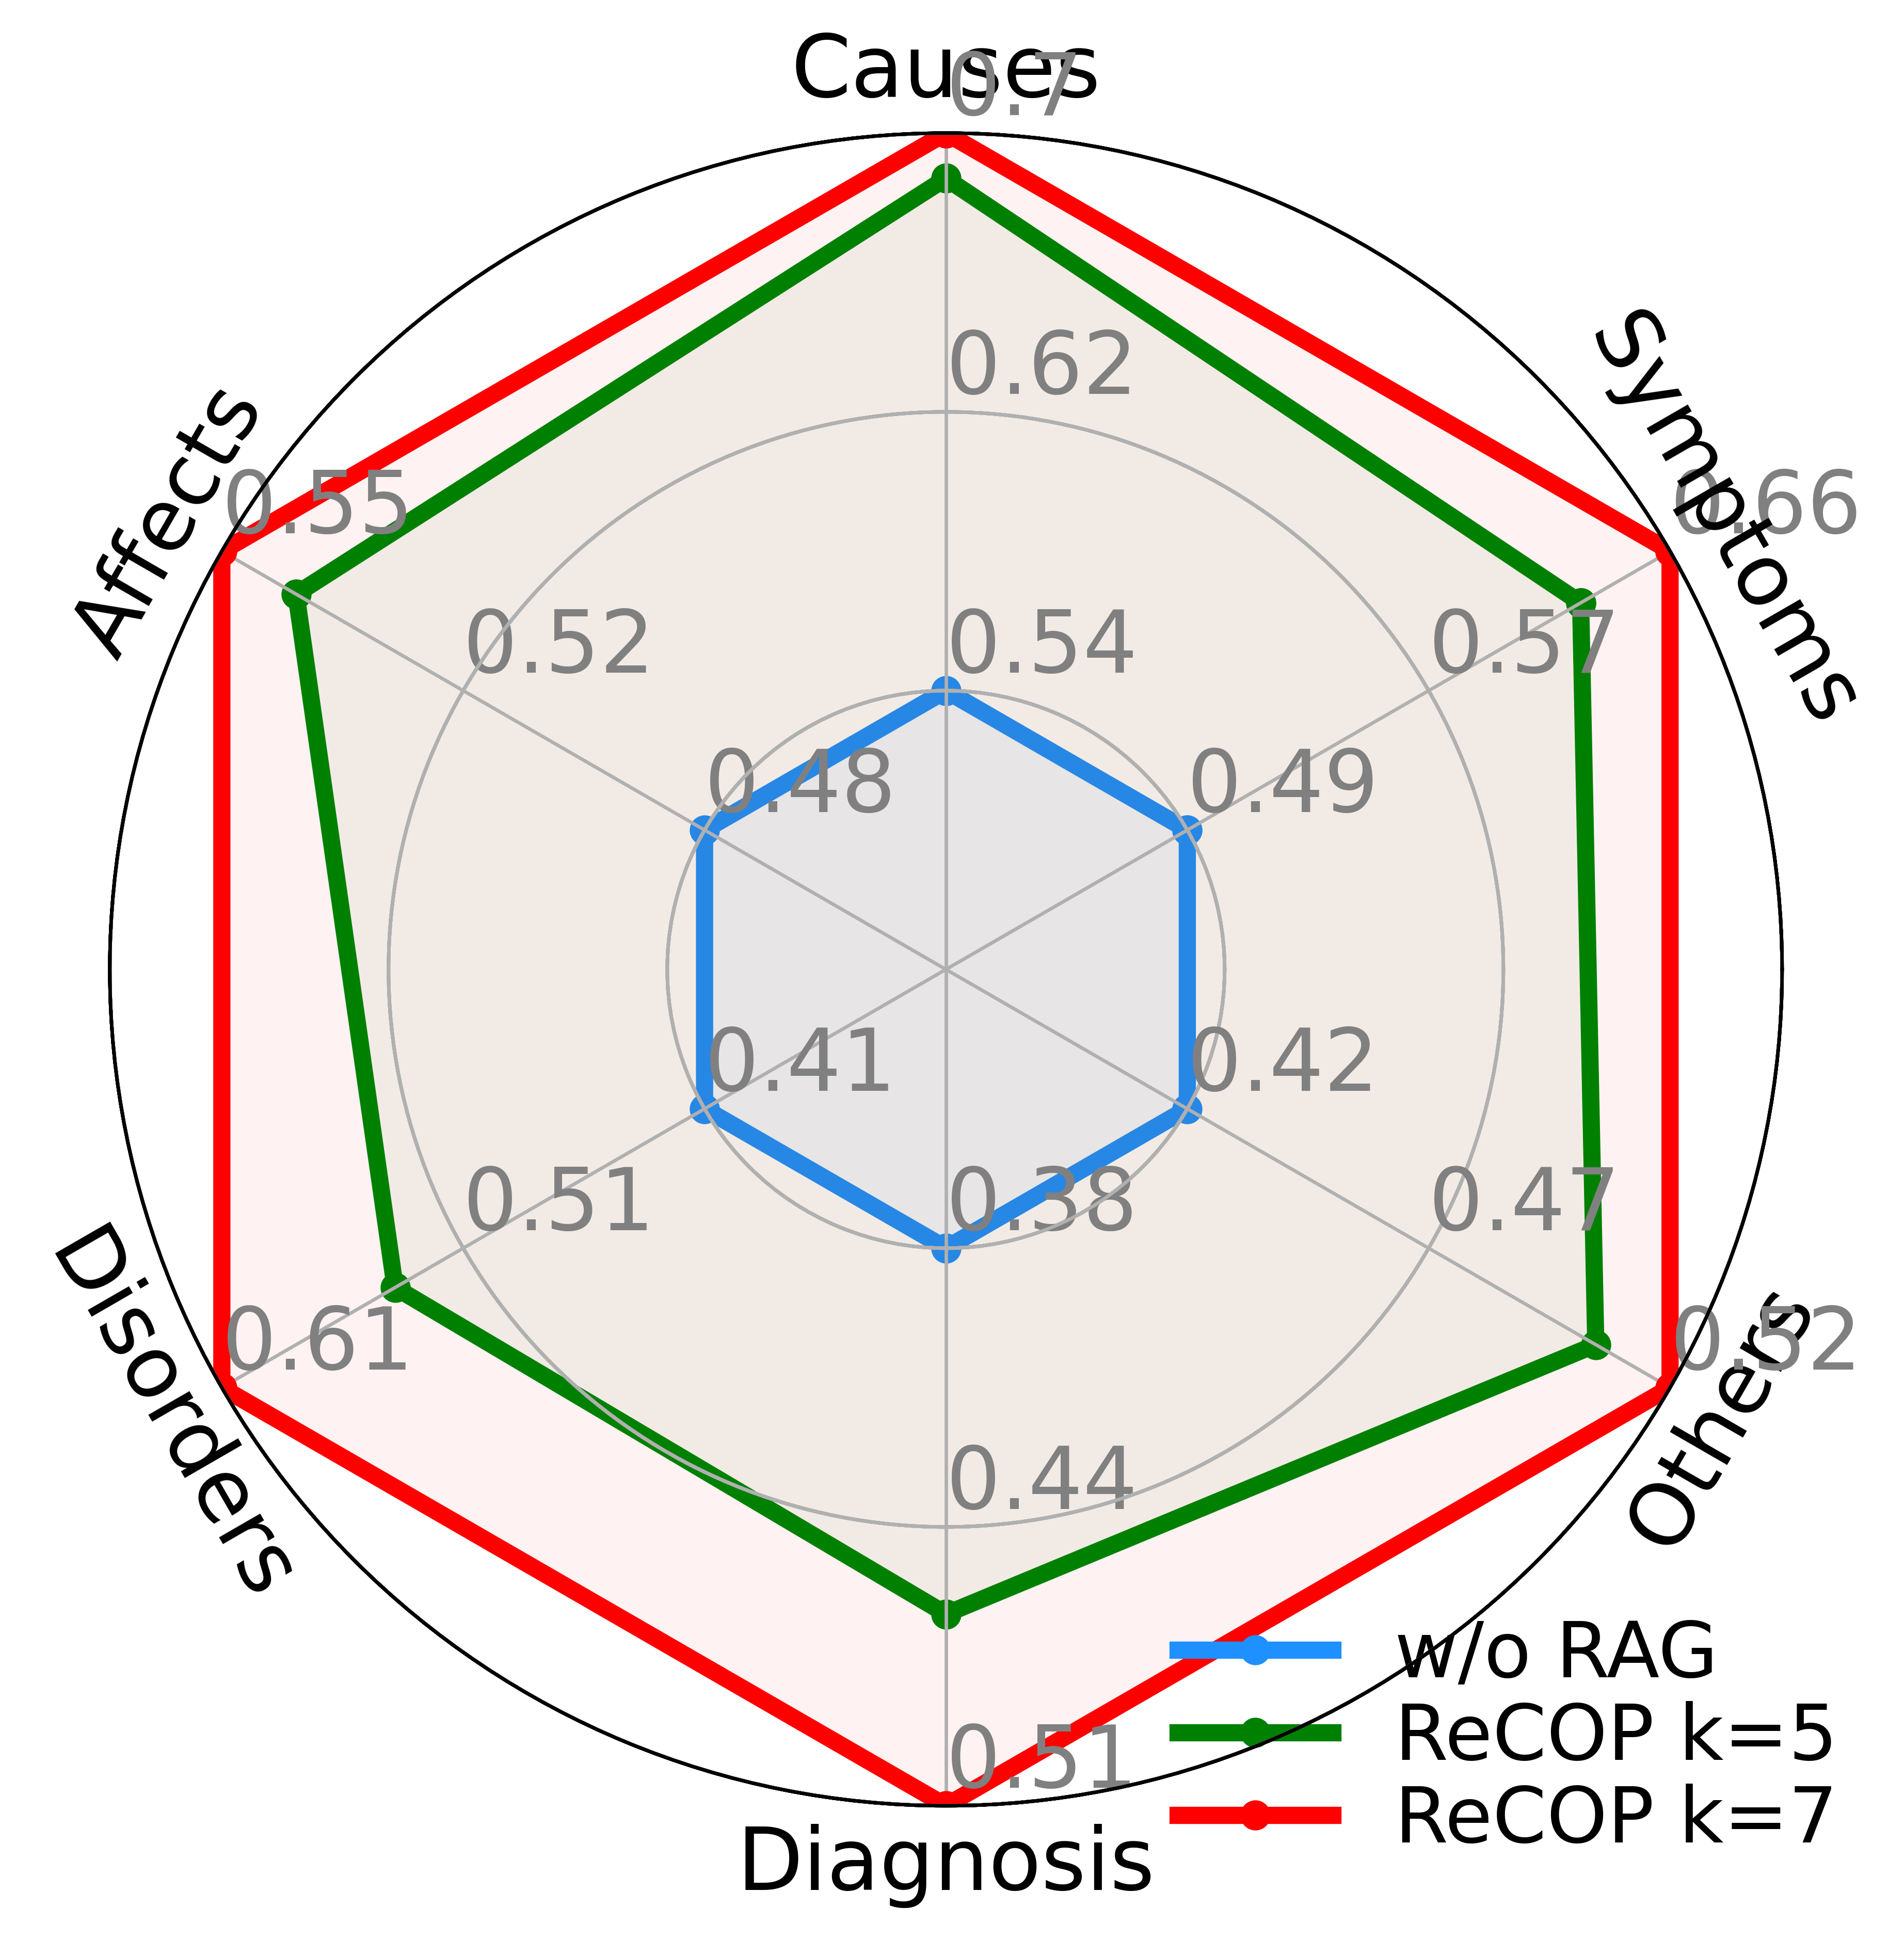 Causes
0.7
0.62
0.54
Symptoms
0.66
0.57
0.49
Affects
0.55
0.52
0.48
0.41
0.51
0.61
Disorders
0.42
0.47
0.52
Others
0.38
0.44
0.51
Diagnosis
w/o RAG
ReCOP k=5
ReCOP k=7